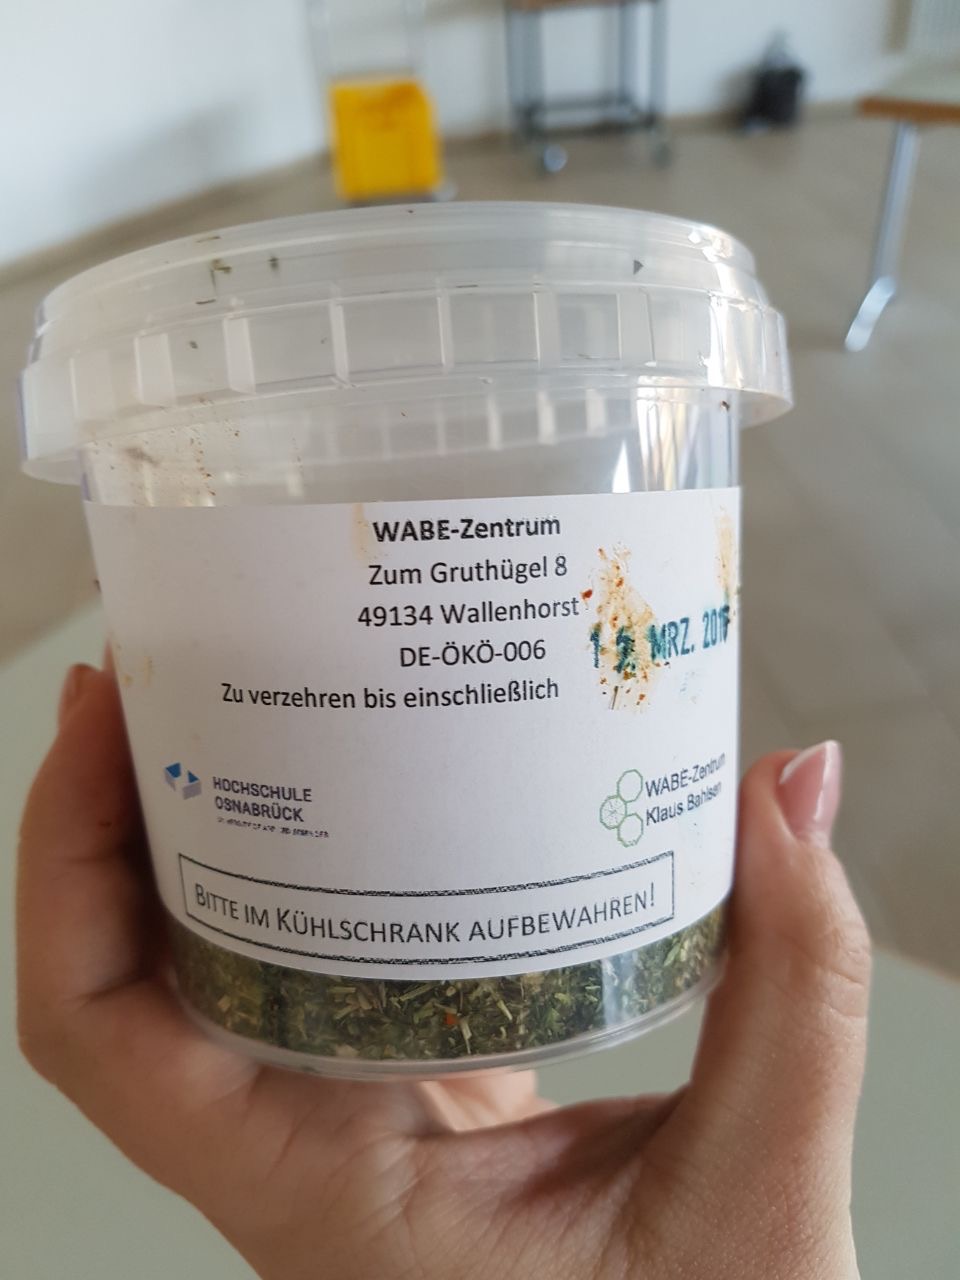 WABE-Zentrum
Zum Gruthügel 8
49134 Wallenhorst
DE-ÖKÖ-006
Zu verzehren bis einschließlich
MRZ.
HOCHSCHULE
OSNABRÜCK
WABE-Zentrum
Klaus Bahlsen
BITTE IM KÜHLSCHRANK AUFBEWAHREN!